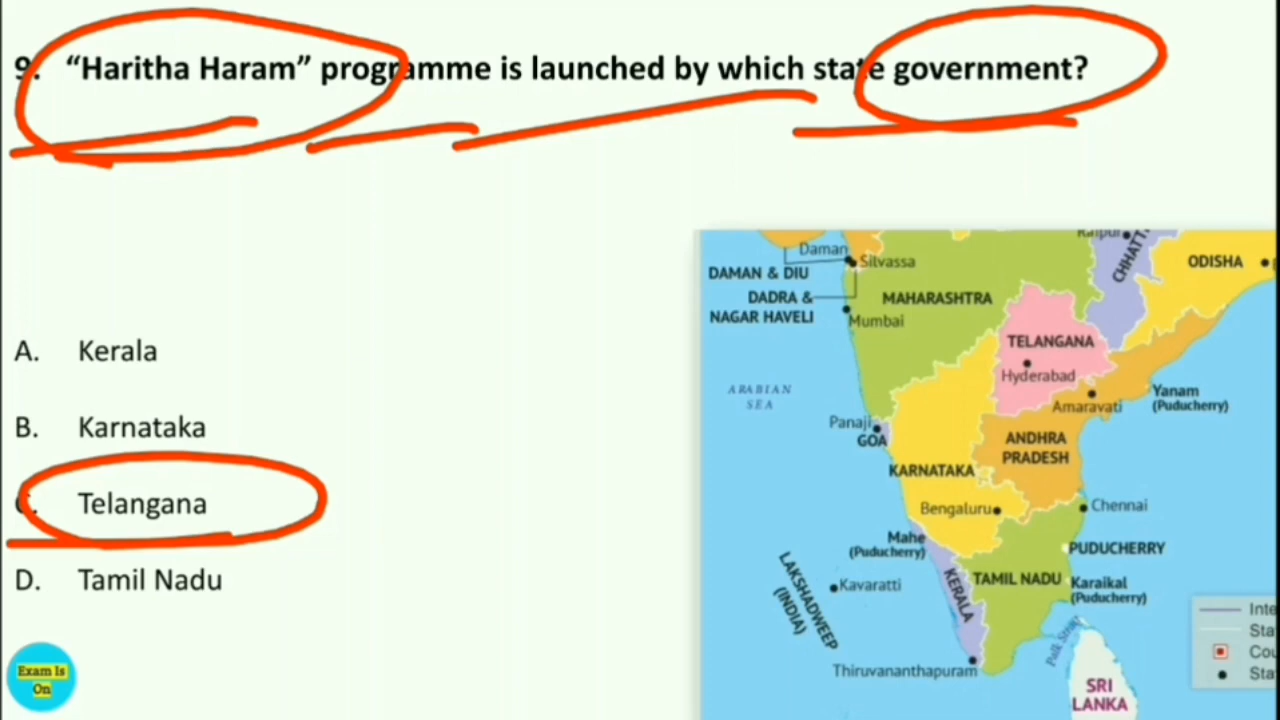 9. “Haritha Haram” programme is launched by which state government?
A. Kerala
B. Karnataka
C. Telangana
D. Tamil Nadu
Exam Is
On
Raipur
Daman
Silvassa
DAMAN & DIU
DADRA &
NAGAR HAVELI
MAHARASHTRA
Mumbai
ODISHA
TELANGANA
Hyderabad
ARABIAN
SEA
Amaravati
Yanam
(Puducherry)
Panaji
GOA
ANDHRA
PRADESH
KARNATAKA
Bengaluru
Chennai
Mahe
(Puducherry)
PUDUCHERRY
LAKSHADWEEP
(INDIA)
Kavaratti
KERALA
TAMIL NADU
Karaikal
(Puducherry)
Thiruvananthapuram
SRI
LANKA